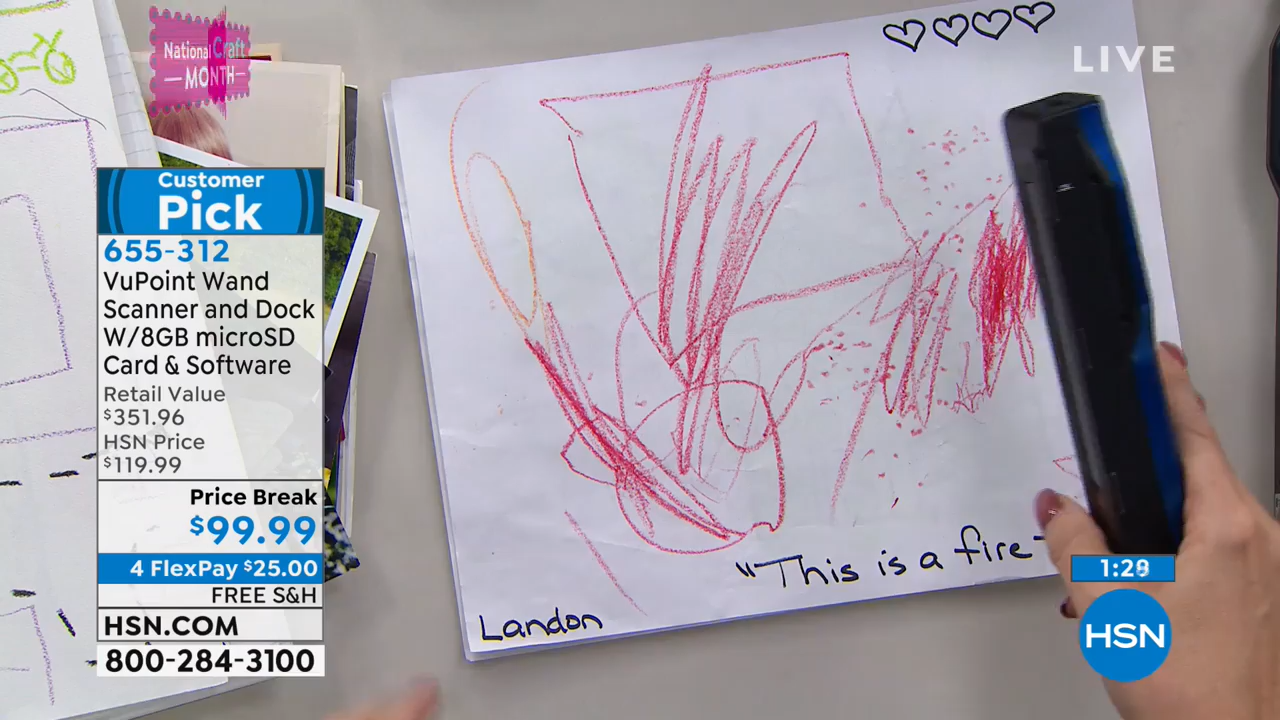 National Craft
MONTH
LIVE
Customer
Pick
655-312
VuPoint Wand
Scanner and Dock
W/8GB microSD
Card & Software
Retail Value
$351.96
HSN Price
$119.99
Price Break
$99.99
4 FlexPay $25.00
FREE S&H
HSN.COM
800-284-3100
"This is a fire
Landon
1:28
HSN